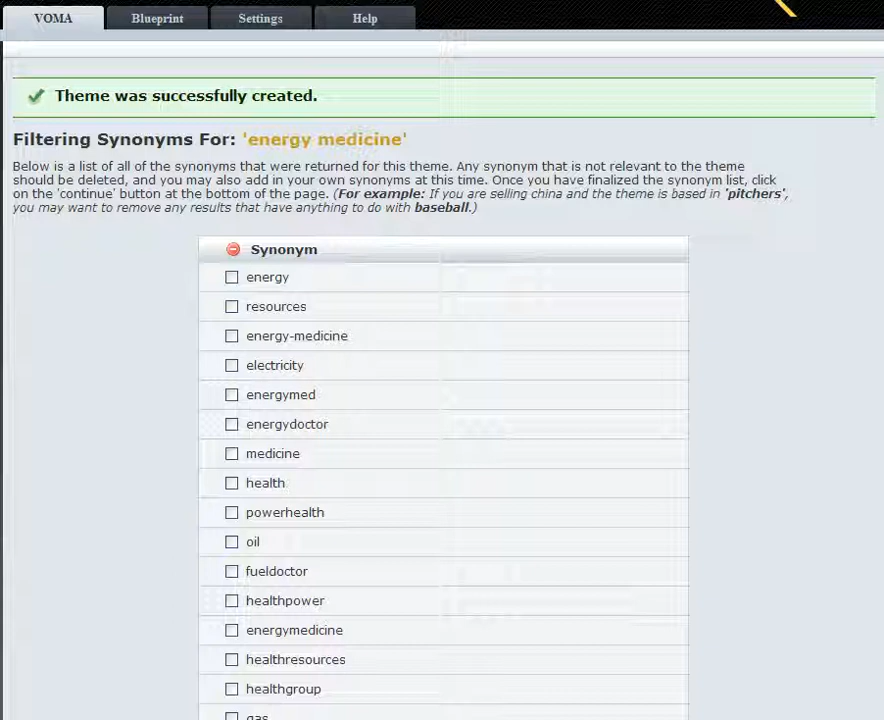 VOMA
Blueprint
Settings
Help
Theme was successfully created.
Filtering Synonyms For: 'energy medicine'
Below is a list of all of the synonyms that were returned for this theme. Any synonym that is not relevant to the theme
should be deleted, and you may also add in your own synonyms at this time. Once you have finalized the synonym list, click
on the 'continue' button at the bottom of the page. (For example: If you are selling china and the theme is based in 'pitchers',
you may want to remove any results that have anything to do with baseball.)
Synonym
energy
resources
energy-medicine
electricity
energymed
energydoctor
medicine
health
powerhealth
oil
fueldoctor
healthpower
energymedicine
healthresources
healthgroup
gas